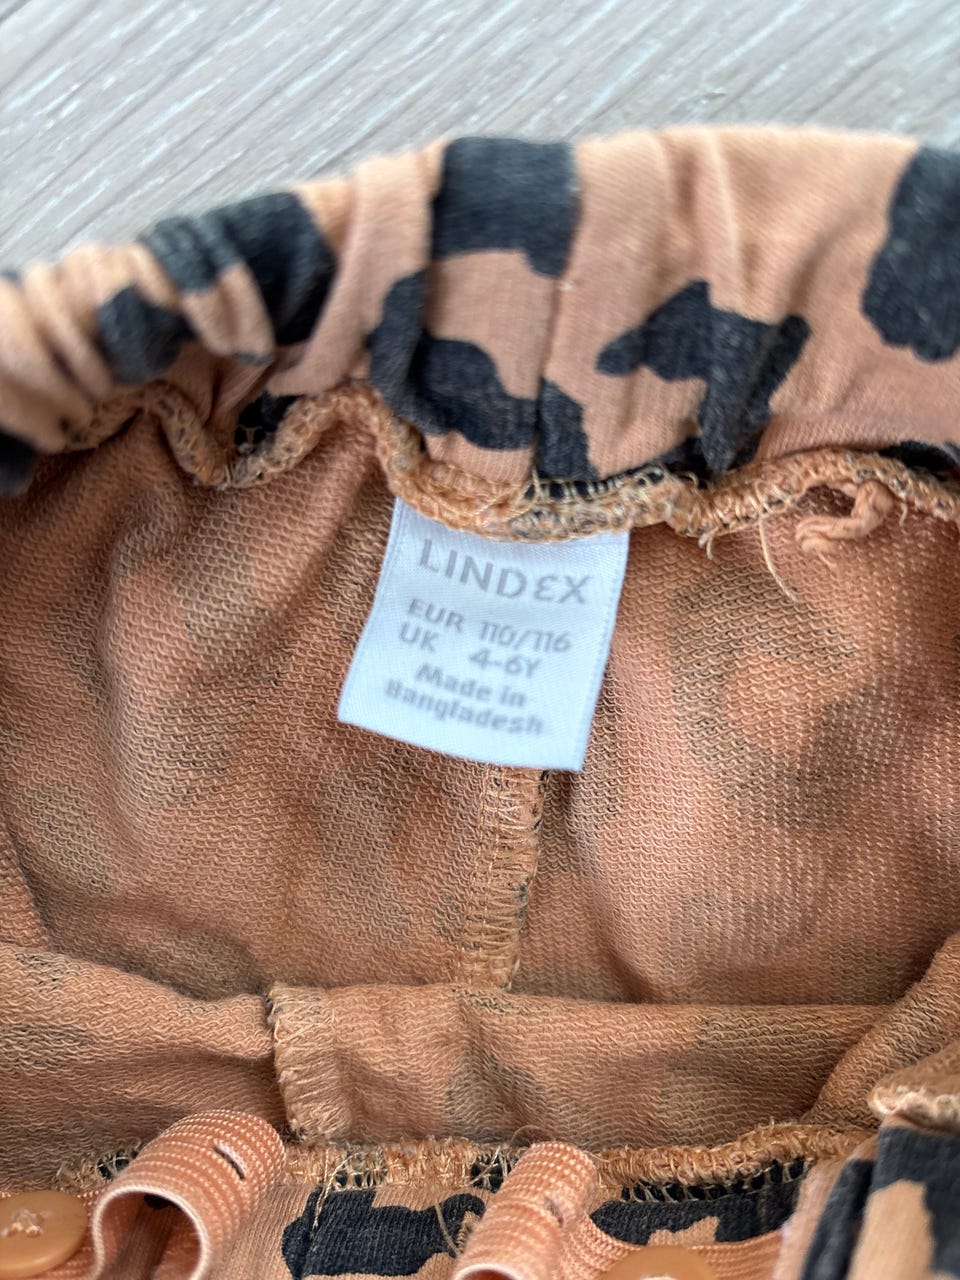 LINDEX
EUR 110/116
UK 4-6Y
Made in
Bangladesh